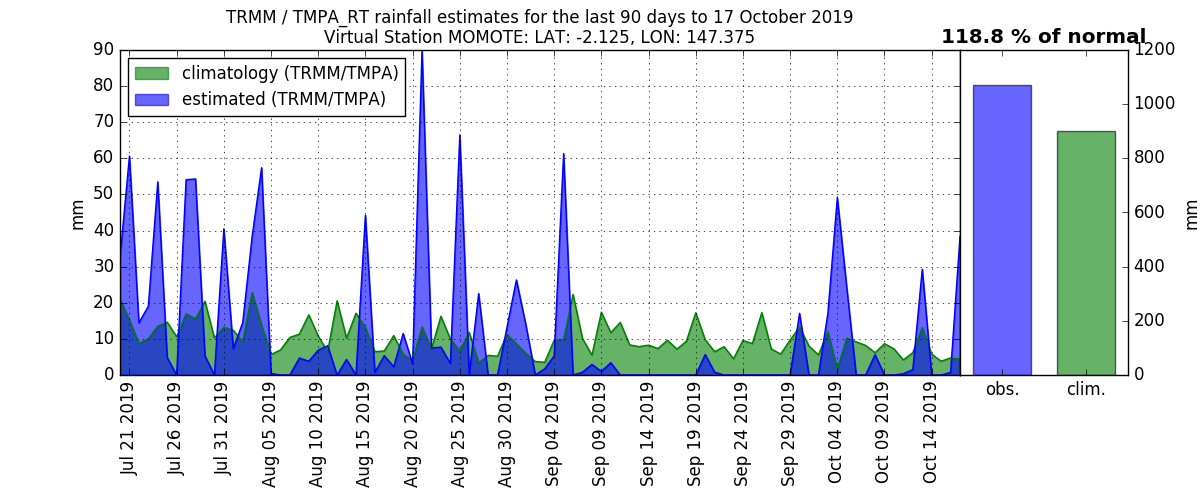 TRMM / TMPA_RT rainfall estimates for the last 90 days to 17 October 2019
Virtual Station MOMOTE: LAT: -2.125, LON: 147.375
118.8 % of normal
climatology (TRMM/TMPA)
estimated (TRMM/TMPA)
mm
90
80
70
60
50
40
30
20
10
0
Jul 21 2019
Jul 26 2019
Jul 31 2019
Aug 05 2019
Aug 10 2019
Aug 15 2019
Aug 20 2019
Aug 25 2019
Aug 30 2019
Sep 04 2019
Sep 09 2019
Sep 14 2019
Sep 19 2019
Sep 24 2019
Sep 29 2019
Oct 04 2019
Oct 09 2019
Oct 14 2019
obs.
clim.
1200
1000
800
600
400
200
0
mm